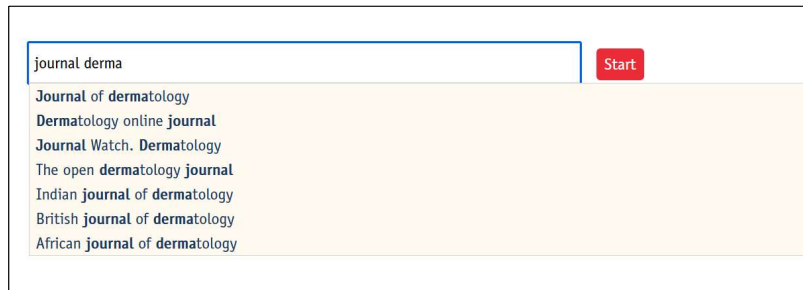 journal derma
Start
Journal of dermatology
Dermatology online journal
Journal Watch. Dermatology
The open dermatology journal
Indian journal of dermatology
British journal of dermatology
African journal of dermatology